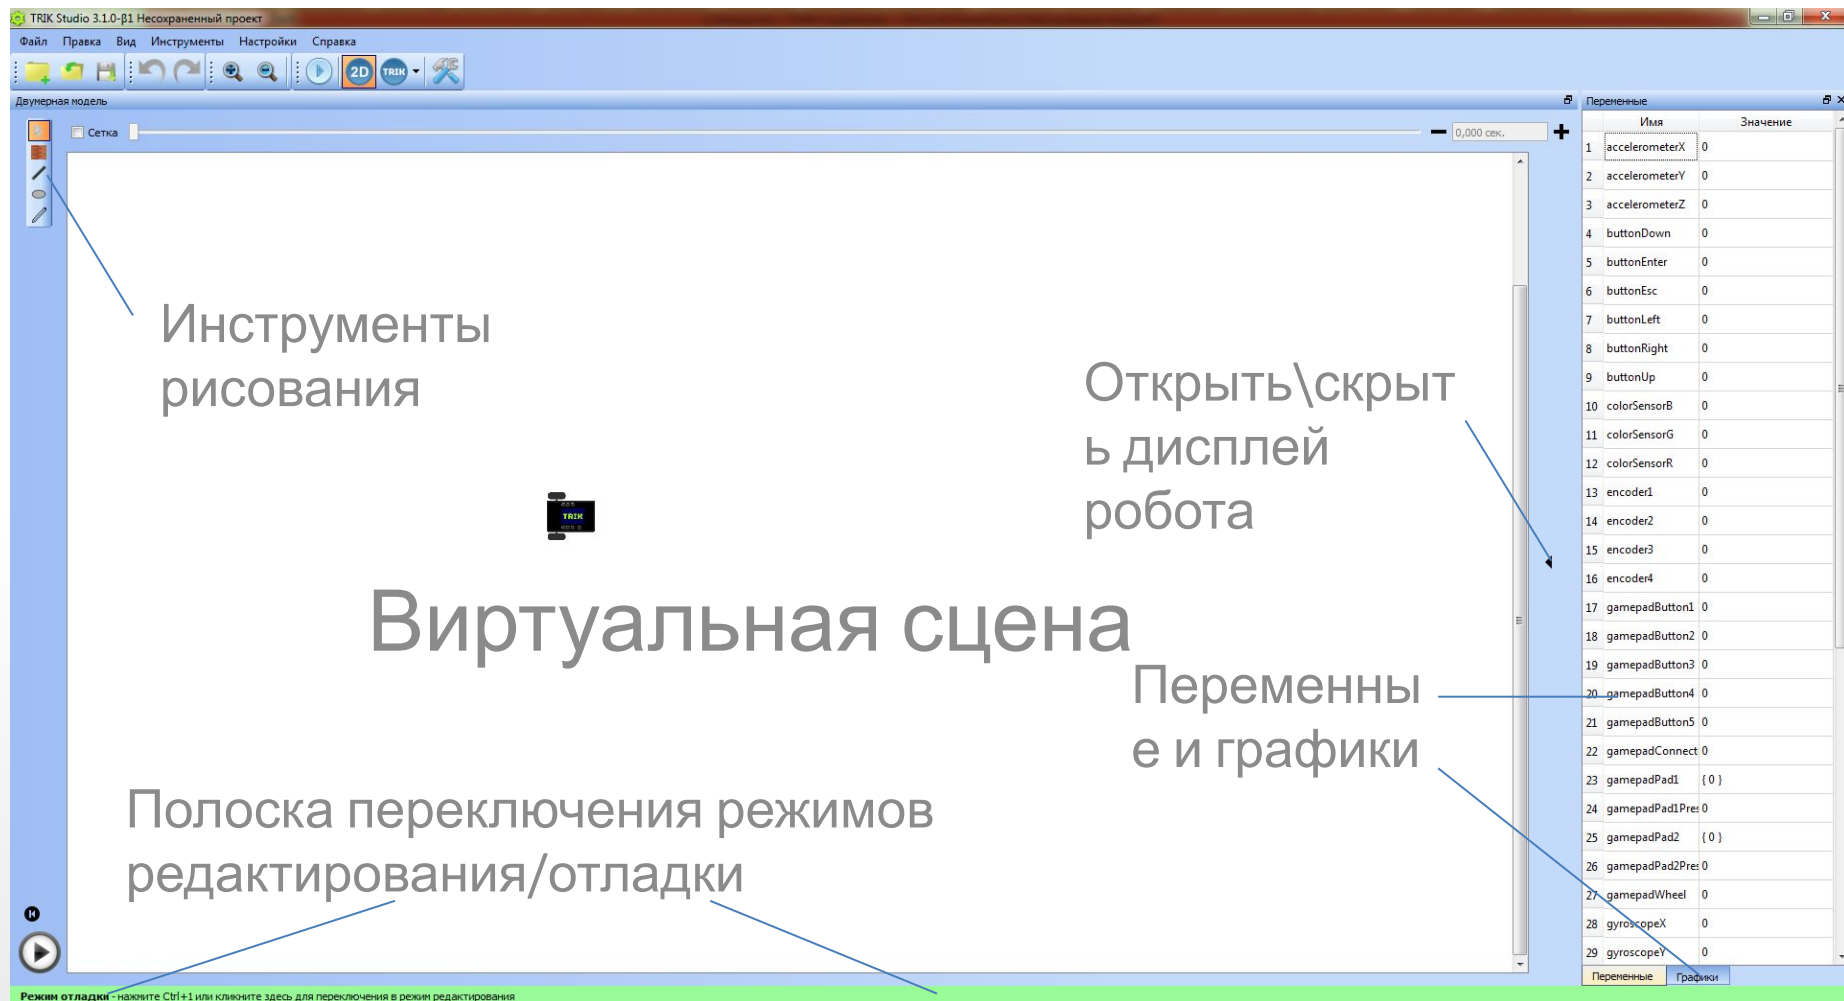 TRIK Studio 3.1.0-β1 Несохраненный проект
Файл Правка Вид Инструменты Настройки Справка
2D TRIK
Двумерная модель
Переменные
Сетка
0,000 сек.
Имя Значение
1 accelerometerX 0
2 accelerometerY 0
3 accelerometerZ 0
4 buttonDown 0
5 buttonEnter 0
6 buttonEsc 0
7 buttonLeft 0
8 buttonRight 0
9 buttonUp 0
10 colorSensorB 0
11 colorSensorG 0
12 colorSensorR 0
13 encoder1 0
14 encoder2 0
15 encoder3 0
16 encoder4 0
17 gamepadButton1 0
18 gamepadButton2 0
19 gamepadButton3 0
20 gamepadButton4 0
21 gamepadButton5 0
22 gamepadConnect 0
23 gamepadPad1 { 0 }
24 gamepadPad1Pres 0
25 gamepadPad2 { 0 }
26 gamepadPad2Pres 0
27 gamepadWheel 0
28 gyroscopeX 0
29 gyroscopeY 0
Переменные Графики
Инструменты
рисования
Открыть\скрыт
ь дисплей
робота
TRIK
Виртуальная сцена
Переменны
е и графики
Полоска переключения режимов
редактирования/отладки
Режим отладки - нажмите Ctrl+1 или кликните здесь для переключения в режим редактирования